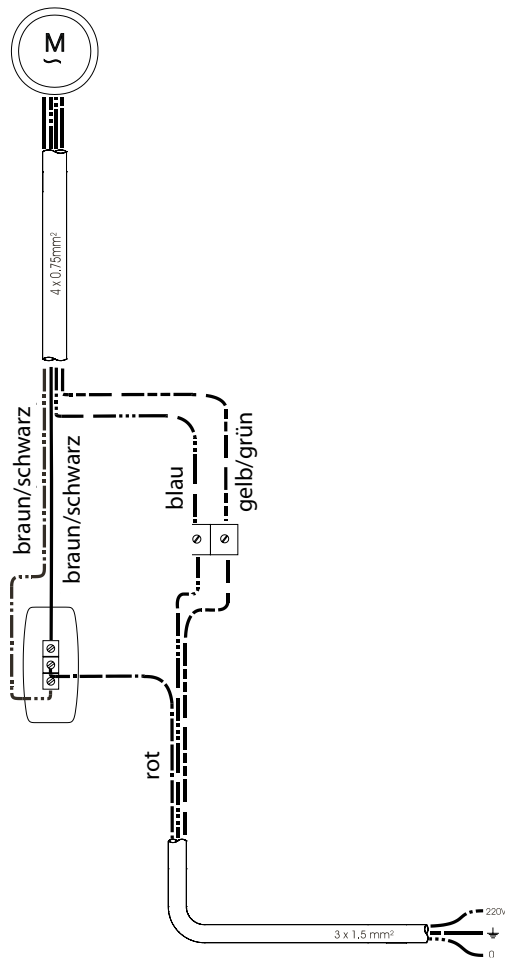 M
~
4 x 0.75mm²
braun/schwarz
braun/schwarz
blau
gelb/grün
rot
3 x 1.5 mm²
220V
0